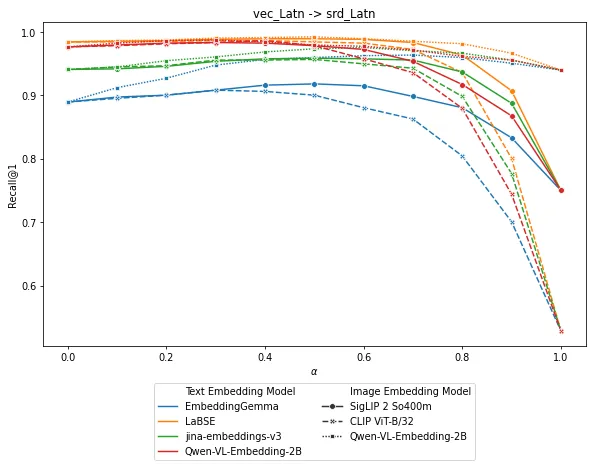 vec_Latn -> srd_Latn
Recall@1
1.0
0.9
0.8
0.7
0.6
0.0 0.2 0.4 0.6 0.8 1.0
α
Text Embedding Model
EmbeddingGemma
LaBSE
jina-embeddings-v3
Qwen-VL-Embedding-2B
Image Embedding Model
SigLIP 2 So400m
CLIP ViT-B/32
Qwen-VL-Embedding-2B